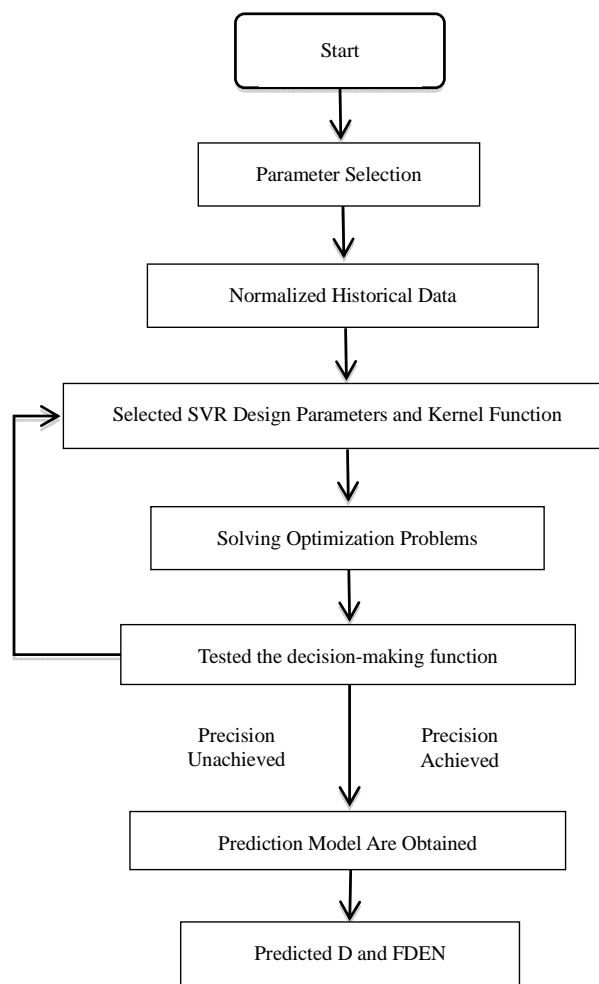 Start
Parameter Selection
Normalized Historical Data
Selected SVR Design Parameters and Kernel Function
Solving Optimization Problems
Tested the decision-making function
Precision
Unachieved
Precision
Achieved
Prediction Model Are Obtained
Predicted D and FDEN